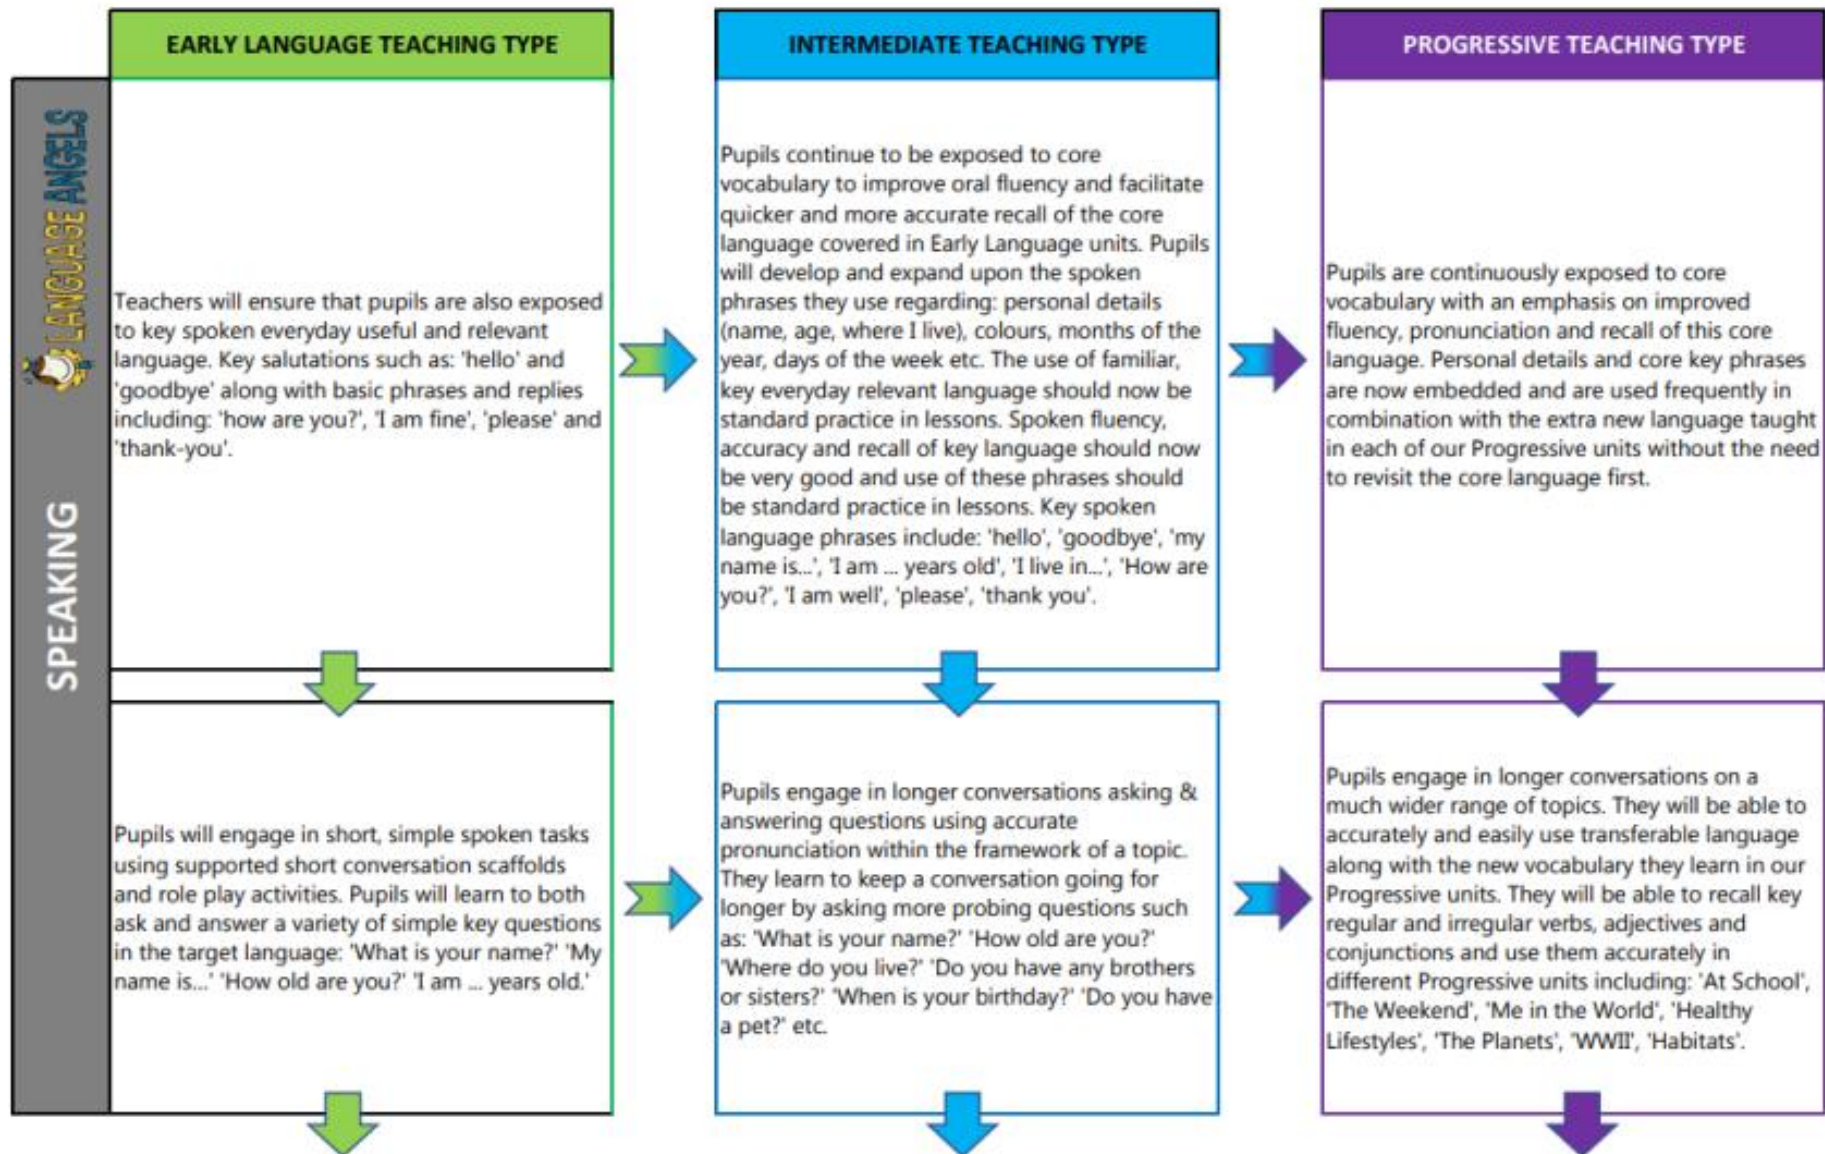 EARLY LANGUAGE TEACHING TYPE
INTERMEDIATE TEACHING TYPE
PROGRESSIVE TEACHING TYPE
LANGUAGE ANGELS
SPEAKING
Teachers will ensure that pupils are also exposed
to key spoken everyday useful and relevant
language. Key salutations such as: 'hello' and
'goodbye' along with basic phrases and replies
including: 'how are you?', 'I am fine', 'please' and
'thank-you'.
Pupils continue to be exposed to core
vocabulary to improve oral fluency and facilitate
quicker and more accurate recall of the core
language covered in Early Language units. Pupils
will develop and expand upon the spoken
phrases they use regarding: personal details
(name, age, where I live), colours, months of the
year, days of the week etc. The use of familiar,
key everyday relevant language should now be
standard practice in lessons. Spoken fluency,
accuracy and recall of key language should now
be very good and use of these phrases should
be standard practice in lessons. Key spoken
language phrases include: 'hello', 'goodbye', 'my
name is...', 'I am ... years old', 'I live in...', 'How are
you?', 'I am well', 'please', 'thank you'.
Pupils are continuously exposed to core
vocabulary with an emphasis on improved
fluency, pronunciation and recall of this core
language. Personal details and core key phrases
are now embedded and are used frequently in
combination with the extra new language taught
in each of our Progressive units without the need
to revisit the core language first.
Pupils will engage in short, simple spoken tasks
using supported short conversation scaffolds
and role play activities. Pupils will learn to both
ask and answer a variety of simple key questions
in the target language: 'What is your name?' 'My
name is...' 'How old are you?' 'I am ... years old.'
Pupils engage in longer conversations asking &
answering questions using accurate
pronunciation within the framework of a topic.
They learn to keep a conversation going for
longer by asking more probing questions such
as: 'What is your name?' 'How old are you?'
'Where do you live?' 'Do you have any brothers
or sisters?' 'When is your birthday?' 'Do you have
a pet?' etc.
Pupils engage in longer conversations on a
much wider range of topics. They will be able to
accurately and easily use transferable language
along with the new vocabulary they learn in our
Progressive units. They will be able to recall key
regular and irregular verbs, adjectives and
conjunctions and use them accurately in
different Progressive units including: 'At School',
'The Weekend', 'Me in the World', 'Healthy
Lifestyles', 'The Planets', 'WWII', 'Habitats'.